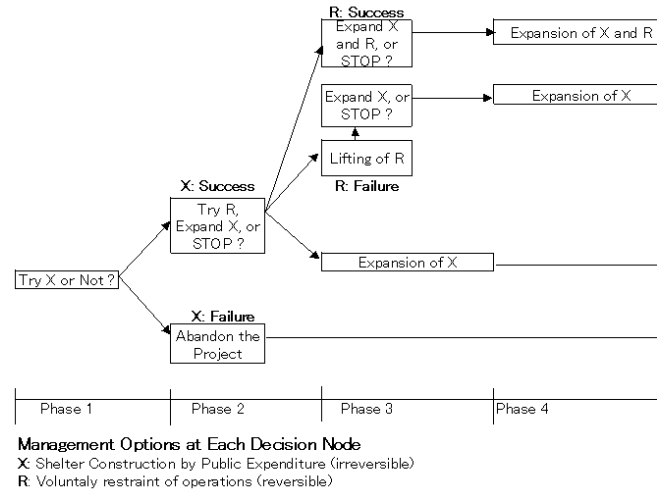 R: Success
Expand X
and R, or
STOP ?
Expansion of X and R
Expand X, or
STOP ?
Expansion of X
Lifting of R
R: Failure
X: Success
Try R,
Expand X, or
STOP ?
Expansion of X
Try X or Not ?
X: Failure
Abandon the
Project
Phase 1
Phase 2
Phase 3
Phase 4
Management Options at Each Decision Node
X: Shelter Construction by Public Expenditure (irreversible)
R: Voluntaly restraint of operations (reversible)